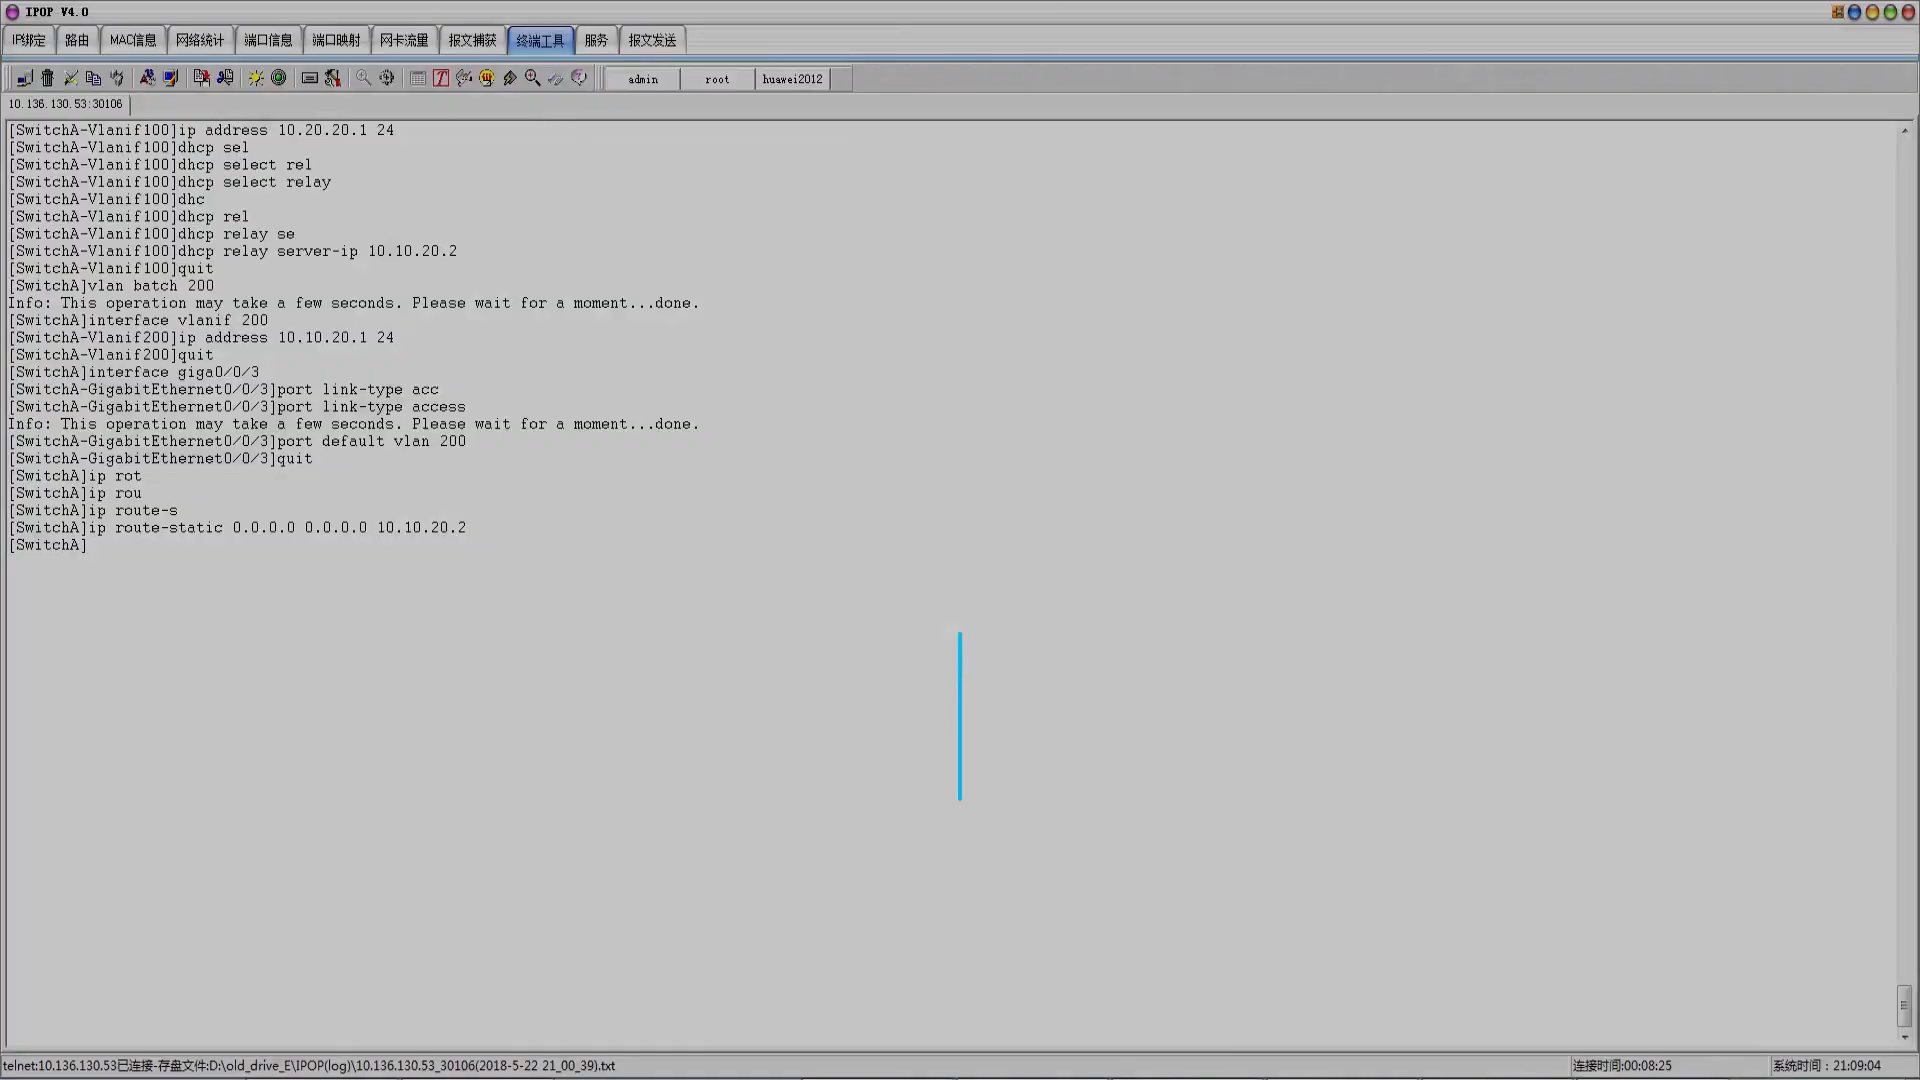 IPOP V4.0
IP绑定 路由 MAC信息 网络统计 端口信息 端口映射 网卡流量 报文捕获 终端工具 服务 报文发送
admin root huawei2012
10.136.130.53:30106
[SwitchA-Vlanif100]ip address 10.20.20.1 24
[SwitchA-Vlanif100]dhcp sel
[SwitchA-Vlanif100]dhcp select rel
[SwitchA-Vlanif100]dhcp select relay
[SwitchA-Vlanif100]dhc
[SwitchA-Vlanif100]dhcp rel
[SwitchA-Vlanif100]dhcp relay se
[SwitchA-Vlanif100]dhcp relay server-ip 10.10.20.2
[SwitchA-Vlanif100]quit
[SwitchA]vlan batch 200
Info: This operation may take a few seconds. Please wait for a moment...done.
[SwitchA]interface vlanif 200
[SwitchA-Vlanif200]ip address 10.10.20.1 24
[SwitchA-Vlanif200]quit
[SwitchA]interface giga0/0/3
[SwitchA-GigabitEthernet0/0/3]port link-type acc
[SwitchA-GigabitEthernet0/0/3]port link-type access
Info: This operation may take a few seconds. Please wait for a moment...done.
[SwitchA-GigabitEthernet0/0/3]port default vlan 200
[SwitchA-GigabitEthernet0/0/3]quit
[SwitchA]ip rot
[SwitchA]ip rou
[SwitchA]ip route-s
[SwitchA]ip route-static 0.0.0.0 0.0.0.0 10.10.20.2
[SwitchA]
telnet:10.136.130.53已连接-存盘文件:D:\old_drive_E\IPOP(log)\10.136.130.53_30106(2018-5-22 21_00_39).txt 连接时间:00:08:25 系统时间：21:09:04